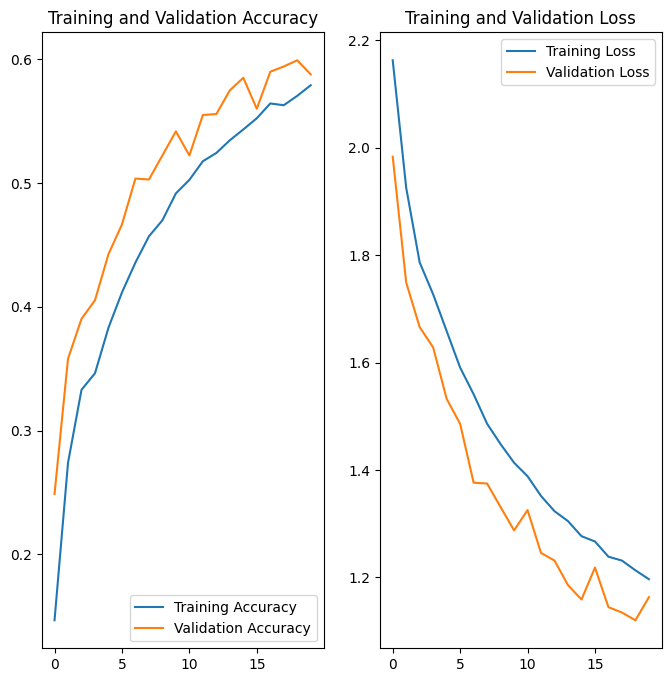 Training and Validation Accuracy
0.6
0.5
0.4
0.3
0.2
0 5 10 15
Training Accuracy
Validation Accuracy
Training and Validation Loss
2.2
2.0
1.8
1.6
1.4
1.2
0 5 10 15
Training Loss
Validation Loss